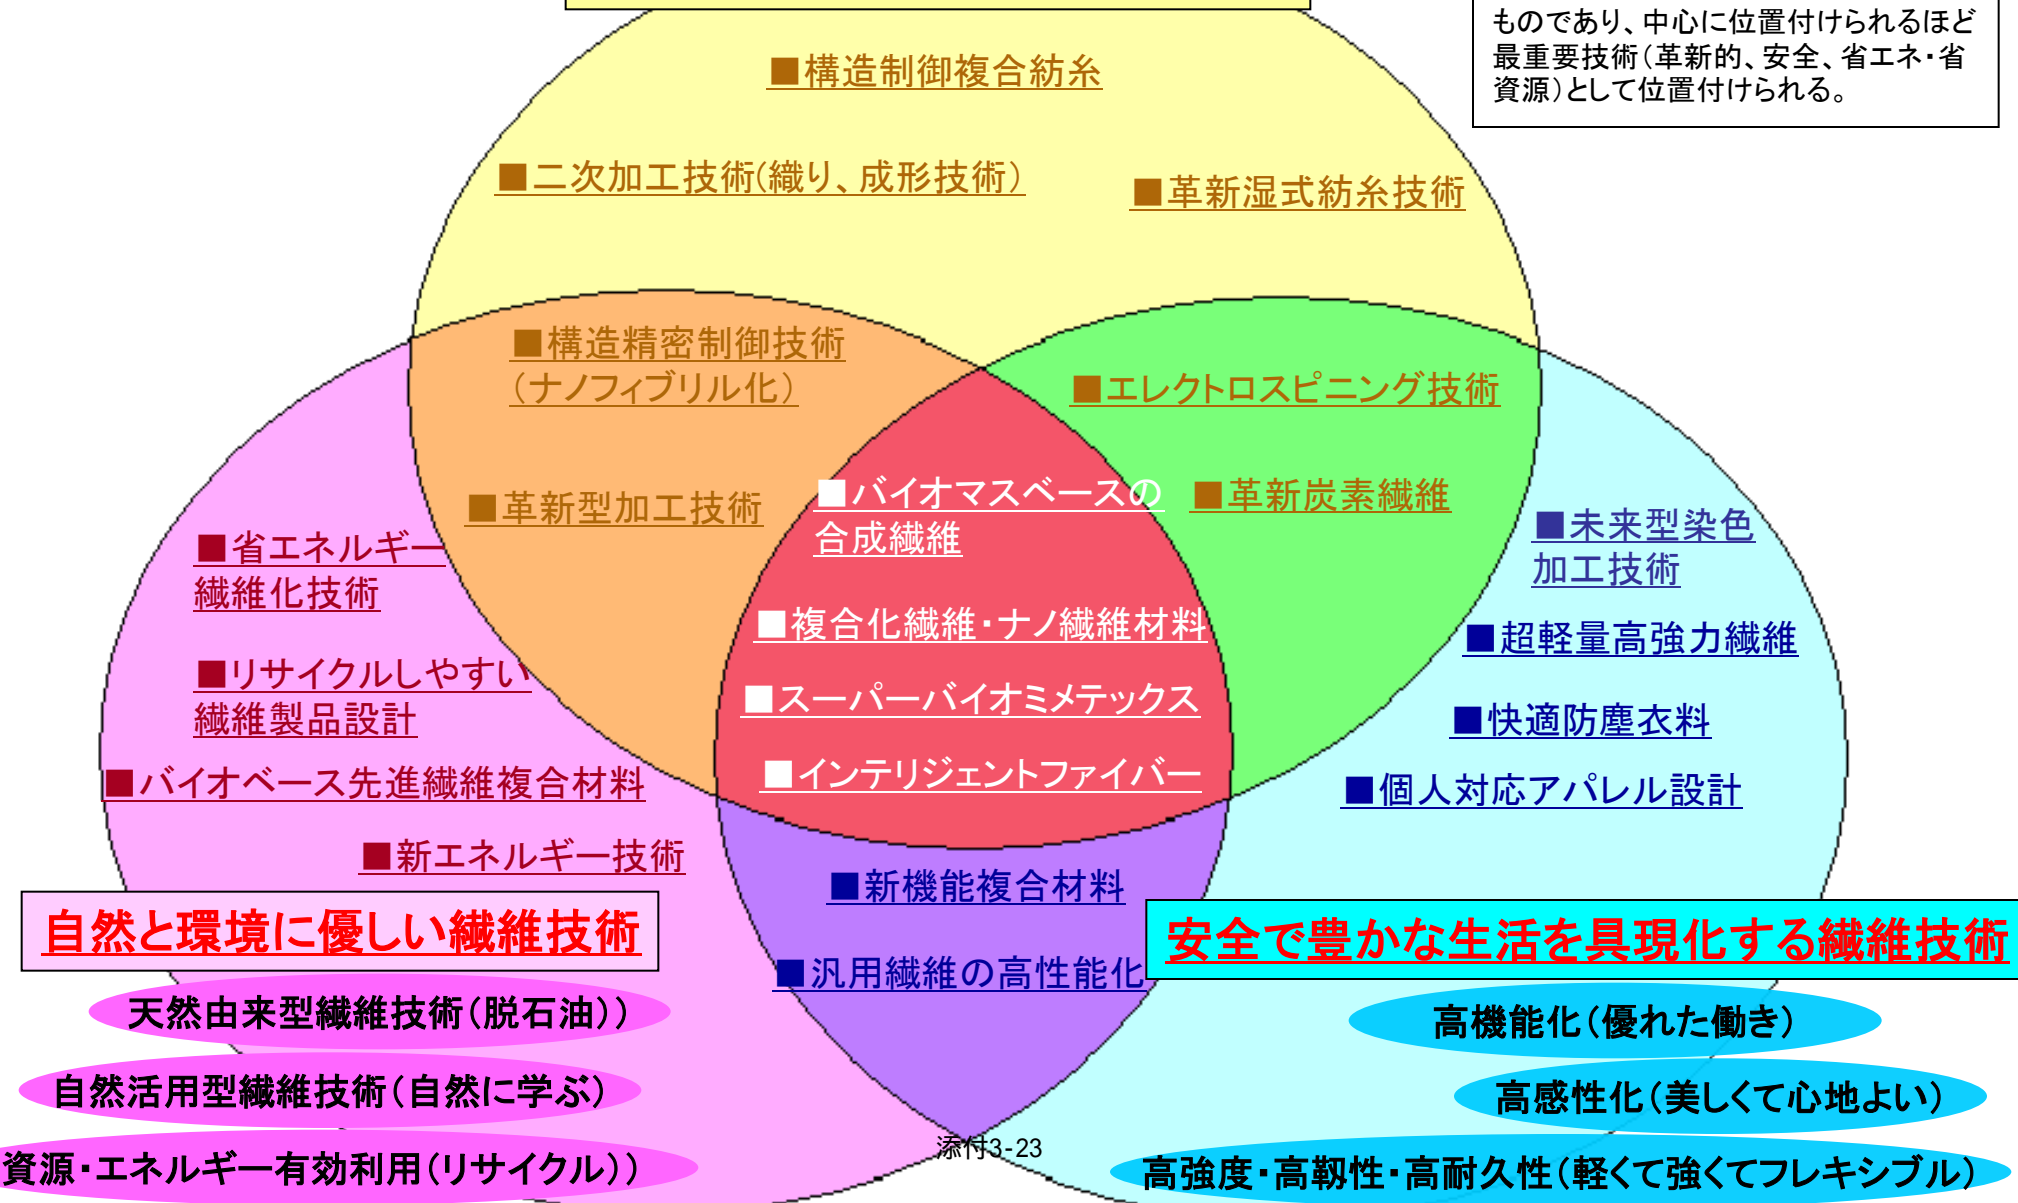 ものであり、中心に位置付けられるほど
最重要技術（革新的、安全、省エネ・省
資源）として位置付けられる。
■構造制御複合紡糸
■二次加工技術(織り、成形技術）
■革新湿式紡糸技術
■構造精密制御技術
（ナノフィブリル化）
■エレクトロスピニング技術
■革新型加工技術
■バイオマスベースの
合成繊維
■革新炭素繊維
■省エネルギー
繊維化技術
■未来型染色
加工技術
■複合化繊維・ナノ繊維材料
■超軽量高強力繊維
■リサイクルしやすい
繊維製品設計
■スーパーバイオミメテックス
■快適防塵衣料
■バイオベース先進繊維複合材料
■インテリジェントファイバー
■個人対応アパレル設計
■新エネルギー技術
■新機能複合材料
自然と環境に優しい繊維技術
安全で豊かな生活を具現化する繊維技術
■汎用繊維の高性能化
天然由来型繊維技術（脱石油））
高機能化（優れた働き）
自然活用型繊維技術（自然に学ぶ）
高感性化（美しくて心地よい）
添付3-23
資源・エネルギー有効利用（リサイクル））
高強度・高靱性・高耐久性（軽くて強くてフレキシブル）